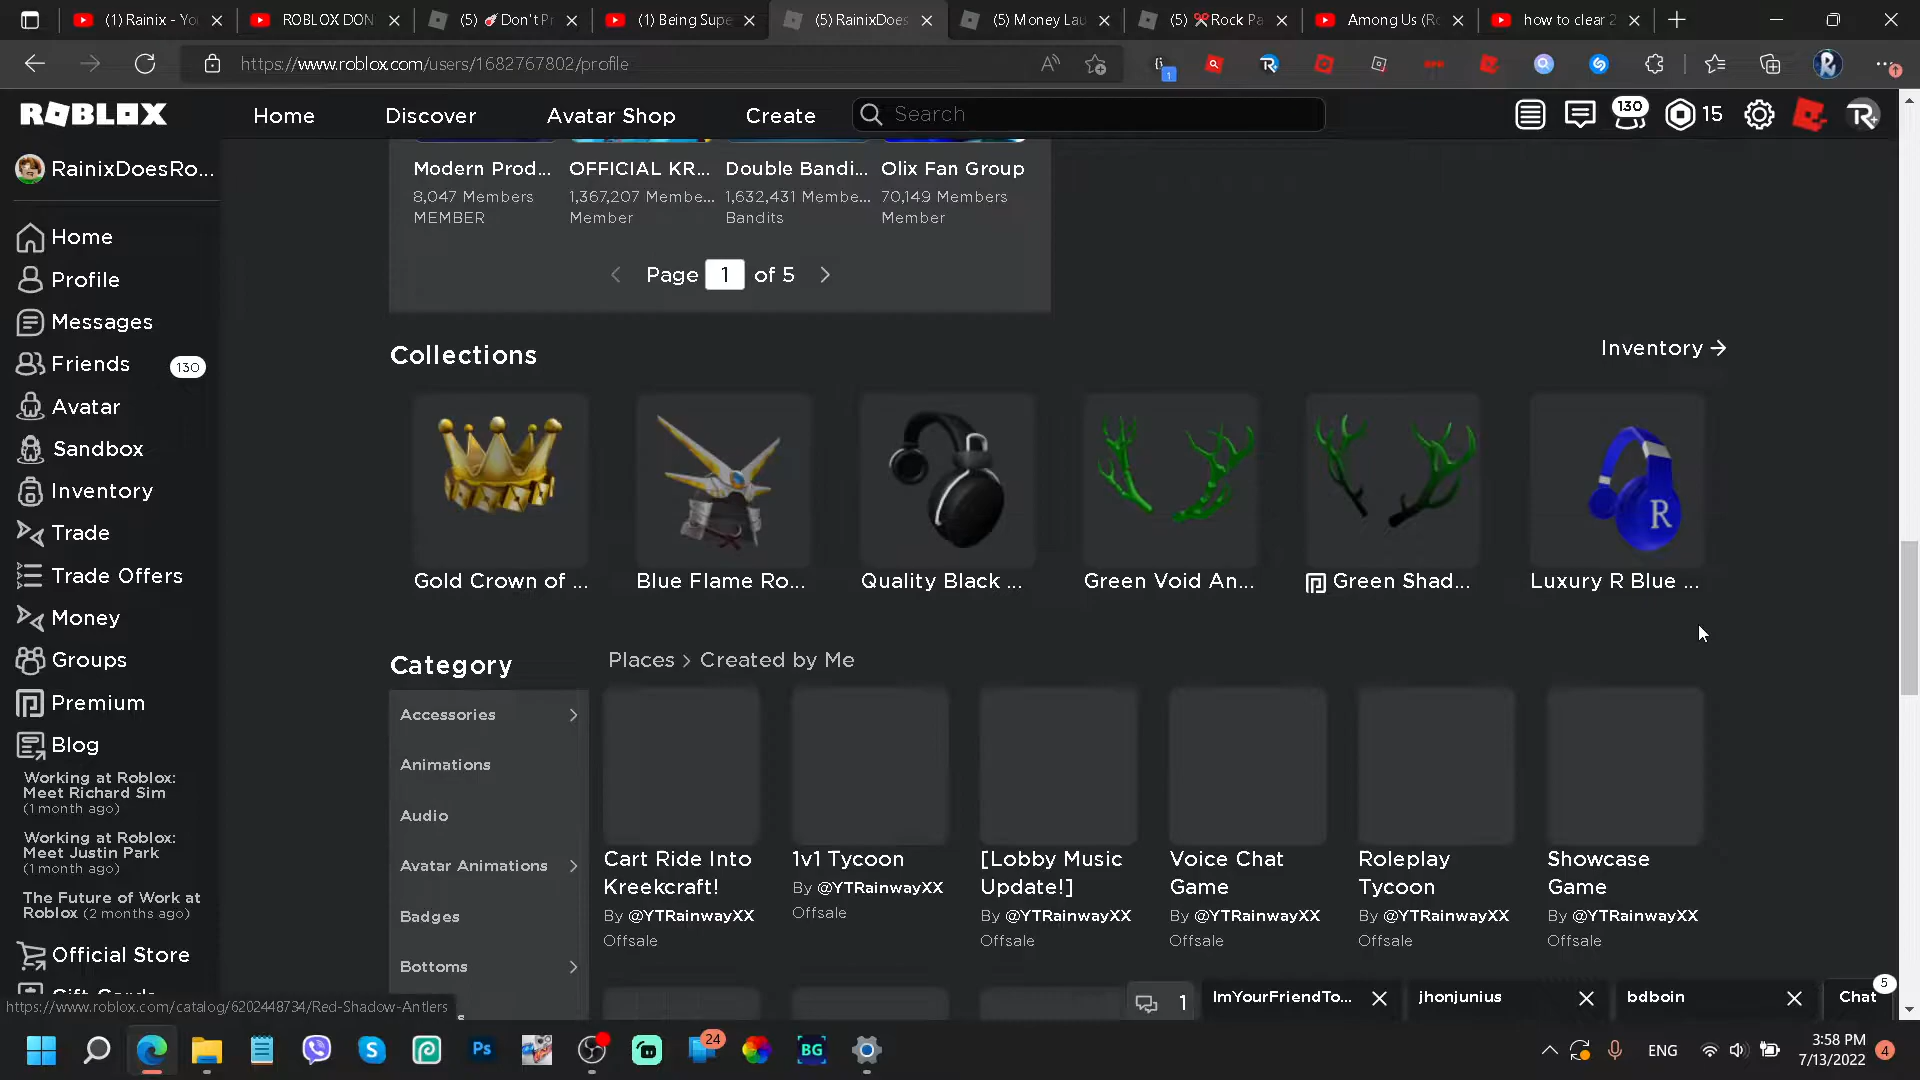 (1) Rainix - Yo
ROBLOX DON
(5) Don't Pr
(1) Being Supe
(5) RainixDoes
(5) Money Lau
(5) Rock Pa
Among Us (Ro
how to clear 2
https://www.roblox.com/users/1682767802/profile
ROBLOX
Home
Discover
Avatar Shop
Create
Search
130
15
RainixDoesRo...
Home
Profile
Messages
Friends
130
Avatar
Sandbox
Inventory
Trade
Trade Offers
Money
Groups
Premium
Blog
Working at Roblox:
Meet Richard Sim
(1 month ago)
Working at Roblox:
Meet Justin Park
(1 month ago)
The Future of Work at
Roblox (2 months ago)
Official Store
Gift Cards
Modern Prod...
8,047 Members
MEMBER
OFFICIAL KR...
1,367,207 Membe...
Member
Double Bandi...
1,632,431 Membe...
Bandits
Olix Fan Group
70,149 Members
Member
Page 1 of 5
Collections
Inventory
R
Gold Crown of ...
Blue Flame Ro...
Quality Black ...
Green Void An...
Green Shad...
Luxury R Blue ...
Category
Accessories
Animations
Audio
Avatar Animations
Badges
Bottoms
Places > Created by Me
Cart Ride Into
Kreekcraft!
By @YTRainwayXX
Offsale
1v1 Tycoon
By @YTRainwayXX
Offsale
[Lobby Music
Update!]
By @YTRainwayXX
Offsale
Voice Chat
Game
By @YTRainwayXX
Offsale
Roleplay
Tycoon
By @YTRainwayXX
Offsale
Showcase
Game
By @YTRainwayXX
Offsale
https://www.roblox.com/catalog/6202448734/Red-Shadow-Antlers
1
ImYourFriendTo...
jhonjunius
bdboin
Chat
5
Ps
24
BG
ENG
3:58 PM
7/13/2022
4